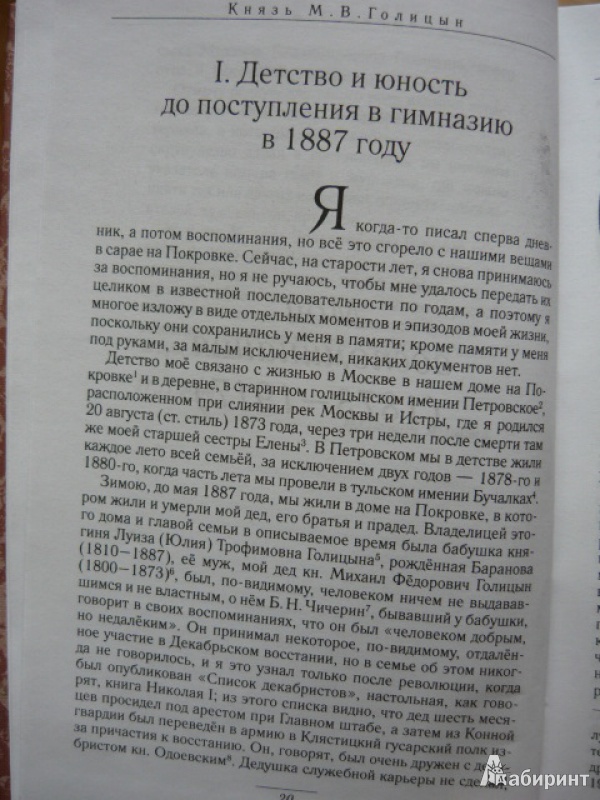 Князь М. В. Голицын
I. Детство и юность
до поступления в гимназию
в 1887 году
Я когда-то писал сперва днев-
ник, а потом воспоминания, но всё это сгорело с нашими вещами
в сарае на Покровке. Сейчас, на старости лет, я снова принимаюсь
за воспоминания, но я не ручаюсь, чтобы мне удалось передать их
целиком в известной последовательности по годам, а поэтому я
многое изложу в виде отдельных моментов и эпизодов моей жизни,
поскольку они сохранились у меня в памяти; кроме памяти у меня
под руками, за малым исключением, никаких документов нет.
Детство моё связано с жизнью в Москве в нашем доме на По-
кровке¹ и в деревне, в старинном голицынском имении Петровское²,
расположенном при слиянии рек Москвы и Истры, где я родился
20 августа (ст. стиль) 1873 года, через три недели после смерти там
же моей старшей сестры Елены³. В Петровском мы в детстве жили
каждое лето всей семьёй, за исключением двух годов — 1878-го и
1880-го, когда часть лета мы провели в тульском имении Бучалках⁴.
Зимою, до мая 1887 года, мы жили в доме на Покровке, в кото-
ром жили и умерли мой дед, его братья и прадед. Владелицей это-
го дома и главой семьи в описываемое время была бабушка кня-
гиня Луиза (Юлия) Трофимовна Голицына⁵, рождённая Баранова
(1810—1887), её муж, мой дед кн. Михаил Фёдорович Голицын
(1800—1873)⁶, был, по-видимому, человеком ничем не выдавав-
шимся и не властным, о нём Б. Н. Чичерин⁷, бывавший у бабушки,
говорит в своих воспоминаниях, что он был «человеком добрым,
но недалёким». Он принимал некоторое, по-видимому, отдалён-
ное участие в Декабрьском восстании, но в семье об этом никог-
да не говорилось, и я это узнал только после революции, когда
был опубликован «Список декабристов», настольная, как гово-
рят, книга Николая I; из этого списка видно, что дед шесть меся-
цев просидел под арестом при Главном штабе, а затем из Конной
гвардии был переведён в армию в Клястицкий гусарский полк из-
за причастия к восстанию. Он, говорят, был очень дружен с дека-
бристом кн. Одоевским⁸. Дедушка служебной карьеры не сделал,
20
Лабиринт